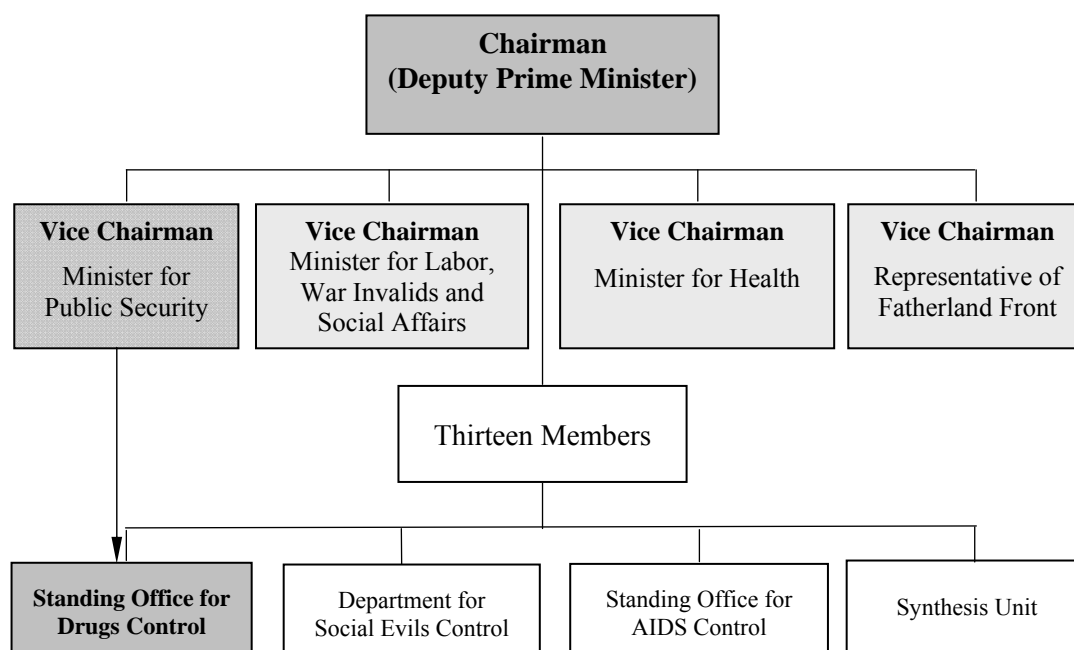 Chairman
(Deputy Prime Minister)
Vice Chairman
Minister for
Public Security
Vice Chairman
Minister for Labor,
War Invalids and
Social Affairs
Vice Chairman
Minister for Health
Vice Chairman
Representative of
Fatherland Front
Thirteen Members
Standing Office for
Drugs Control
Department for
Social Evils Control
Standing Office for
AIDS Control
Synthesis Unit